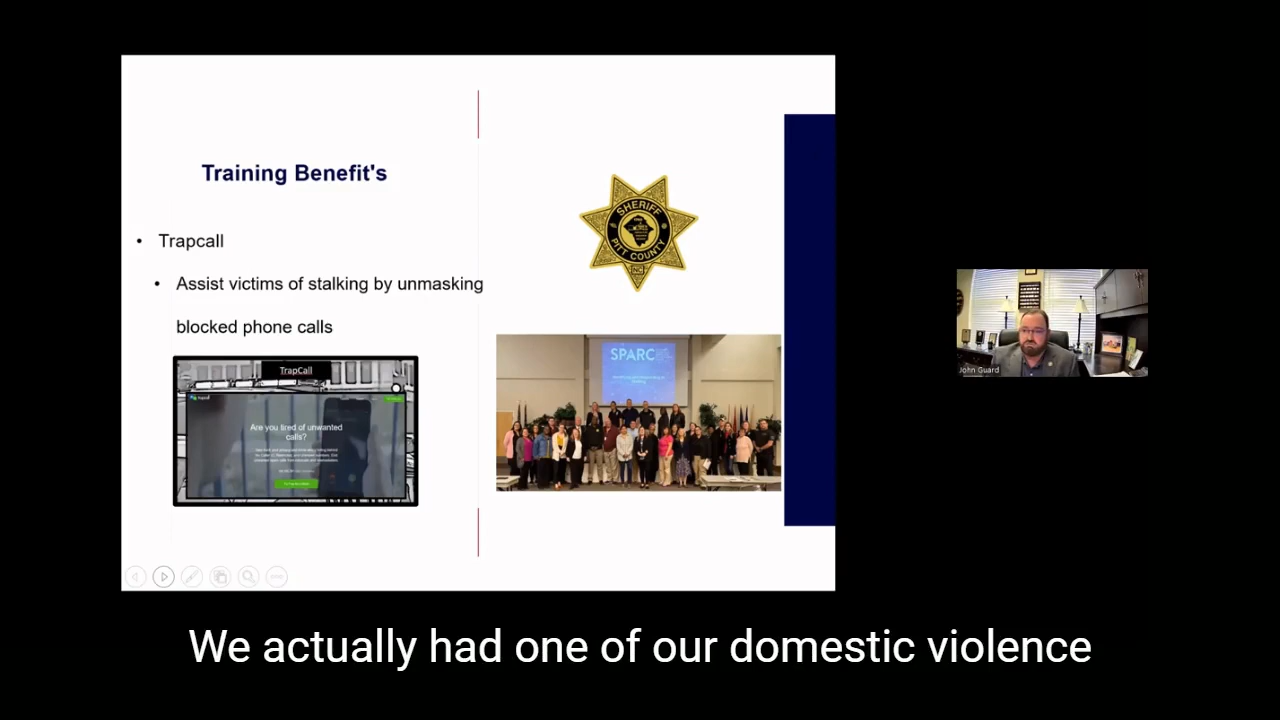 Training Benefit's
• Trapcall
• Assist victims of stalking by unmasking
blocked phone calls
TrapCall
Are you tired of unwanted
calls?
SHERIFF
PITT COUNTY
NC
SPARC
John Guard
We actually had one of our domestic violence